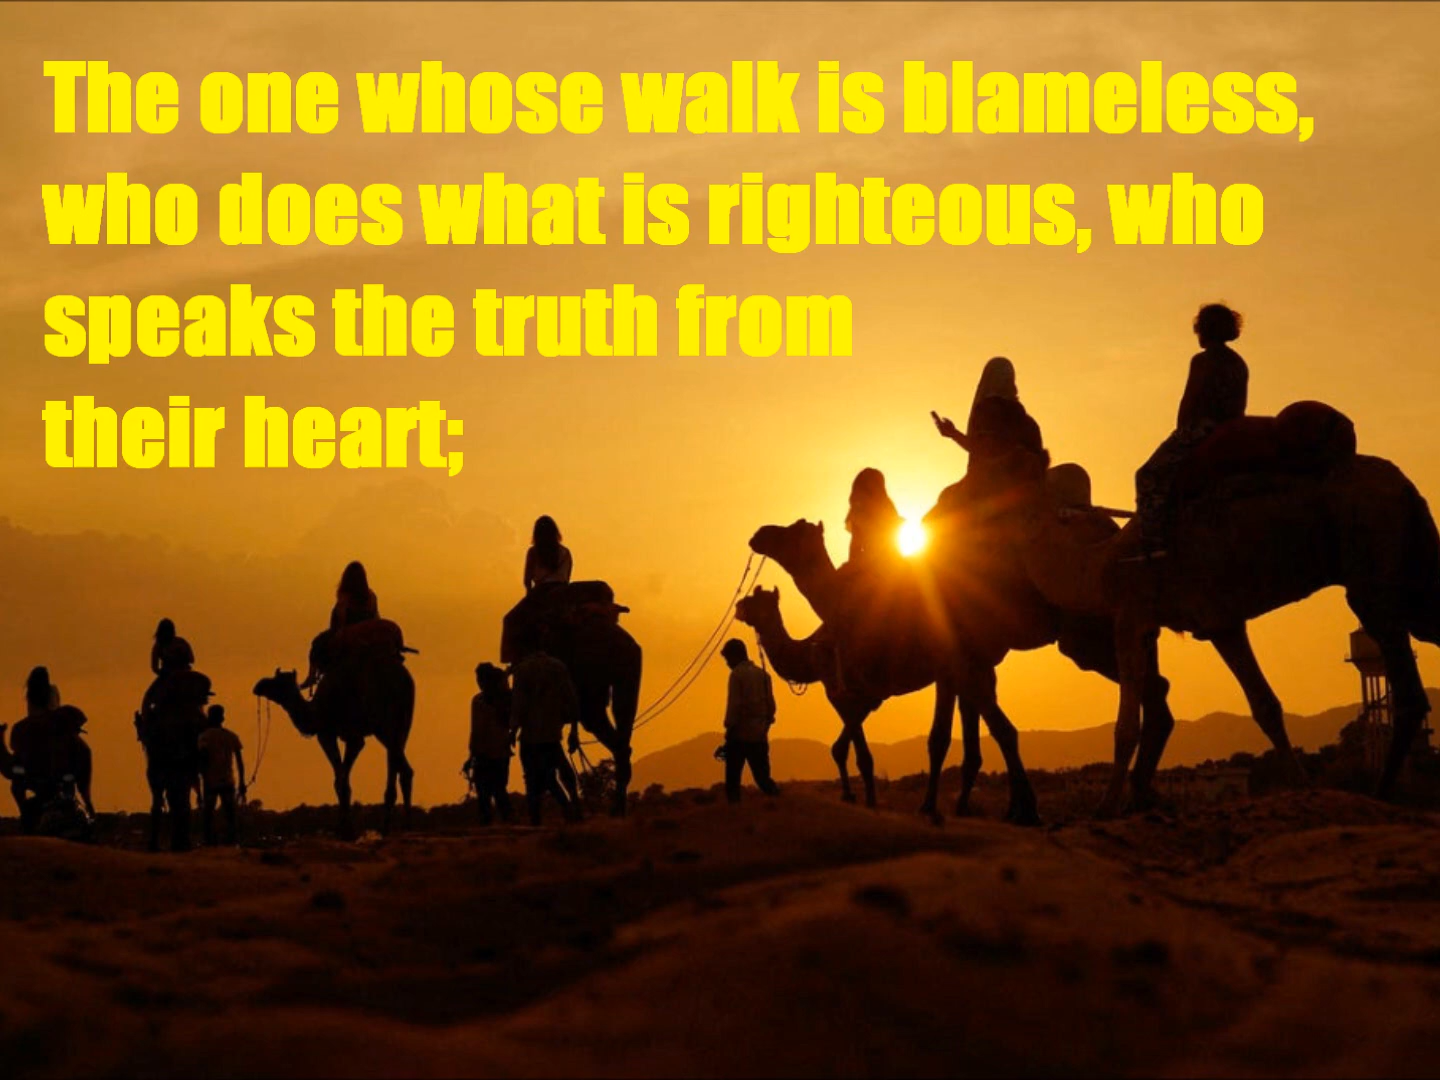 The one whose walk is blameless,
who does what is righteous, who
speaks the truth from
their heart;